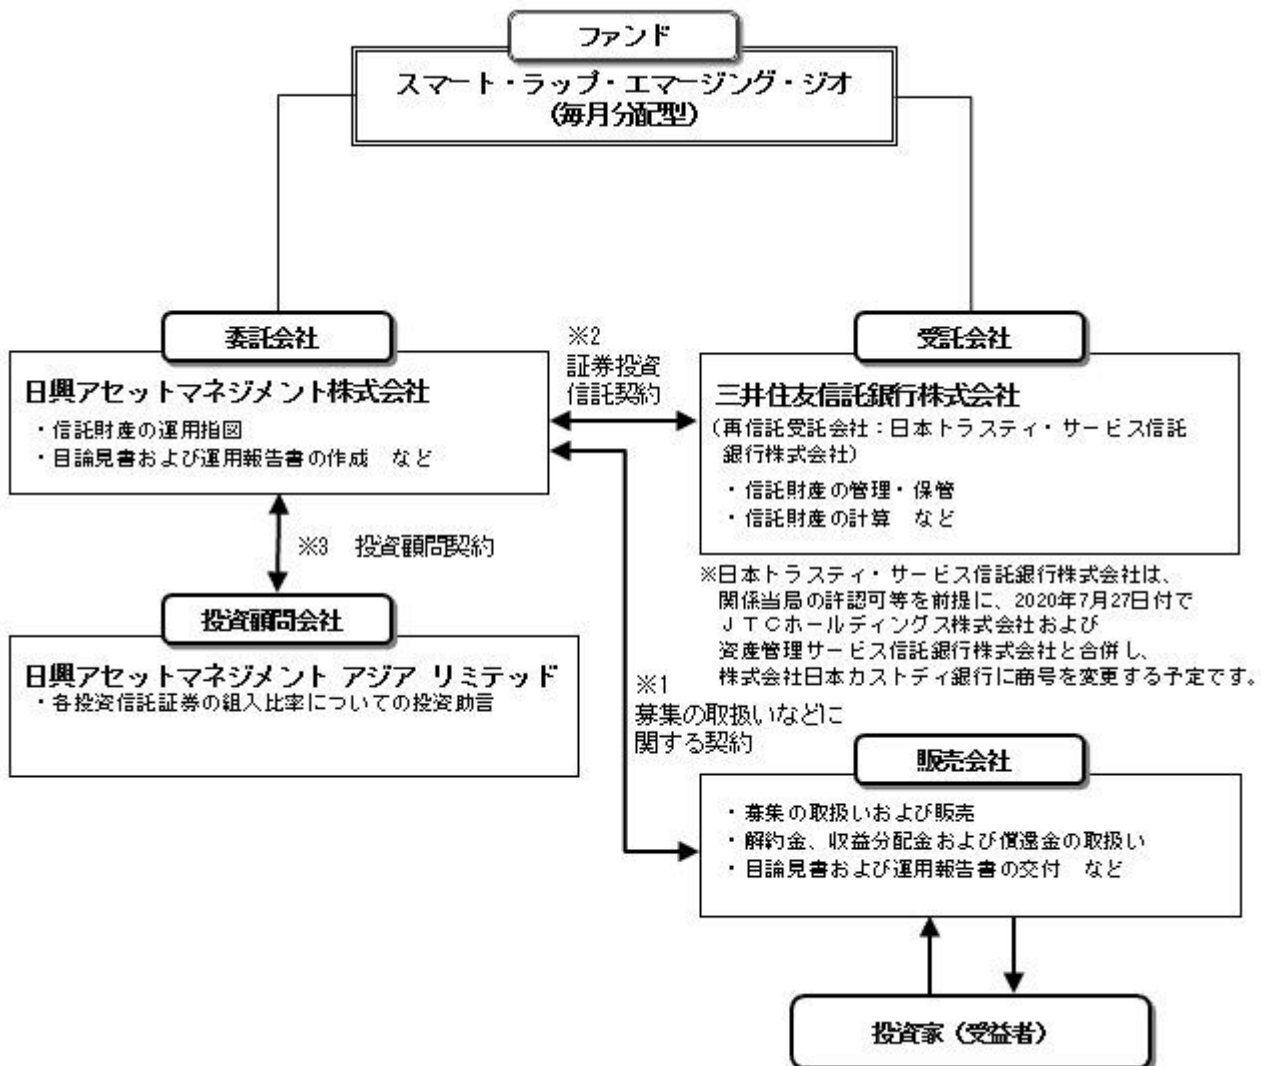 ファンド
スマート・ラップ・エマージング・ジオ
(毎月分配型)
委託会社
日興アセットマネジメント株式会社
・信託財産の運用指図
・目論見書および運用報告書の作成　など
※2
証券投資
信託契約
受託会社
三井住友信託銀行株式会社
(再信託受託会社：日本トラスティ・サービス信託
銀行株式会社)
・信託財産の管理・保管
・信託財産の計算　など
※日本トラスティ・サービス信託銀行株式会社は、
関係当局の許認可等を前提に、2020年7月27日付で
ＪＴＣホールディングス株式会社および
資産管理サービス信託銀行株式会社と合併し、
株式会社日本カストディ銀行に商号を変更する予定です。
※3　投資顧問契約
投資顧問会社
日興アセットマネジメント アジア リミテッド
・各投資信託証券の組入比率についての投資助言
※1
募集の取扱いなどに
関する契約
販売会社
・募集の取扱いおよび販売
・解約金、収益分配金および償還金の取扱い
・目論見書および運用報告書の交付　など
投資家（受益者）